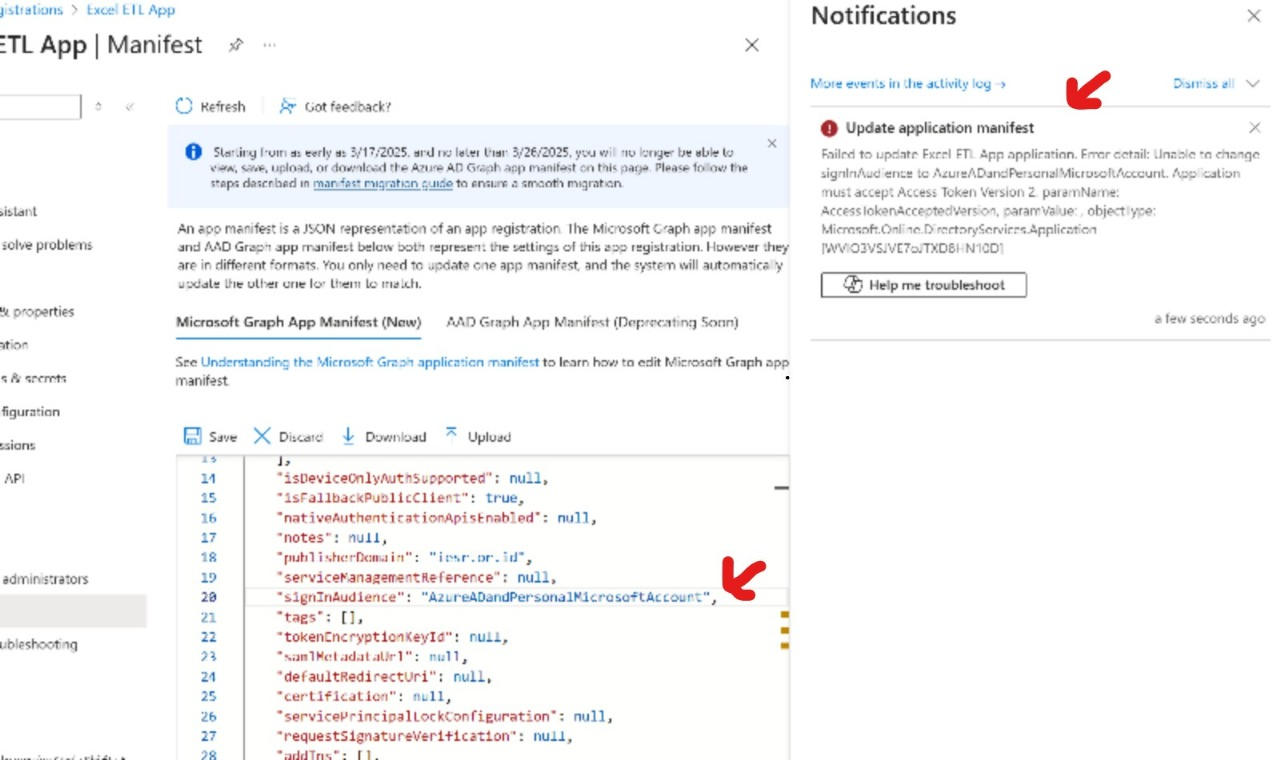 gistrations > Excel ETL App
ETL App | Manifest
Refresh
Got feedback?
Starting from as early as 3/17/2025, and no later than 3/26/2025, you will no longer be able to
view, save, upload, or download the Azure AD Graph app manifest on this page. Please follow the
steps described in manifest migration guide to ensure a smooth migration.
sistant
solve problems
& properties
ation
s & secrets
figuration
ssions
API
administrators
ubleshooting
An app manifest is a JSON representation of an app registration. The Microsoft Graph app manifest
and AAD Graph app manifest below both represent the settings of this app registration. However they
are in different formats. You only need to update one app manifest, and the system will automatically
update the other one for them to match.
Microsoft Graph App Manifest (New)
AAD Graph App Manifest (Deprecating Soon)
See Understanding the Microsoft Graph application manifest to learn how to edit Microsoft Graph app
manifest.
Save
Discard
Download
Upload
13 ],
14 "isDeviceOnlyAuthSupported": null,
15 "isFallbackPublicClient": true,
16 "nativeAuthenticationApisEnabled": null,
17 "notes": null,
18 "publisherDomain": "iesr.or.id",
19 "serviceManagementReference": null,
20 "signInAudience": "AzureADandPersonalMicrosoftAccount",
21 "tags": [],
22 "tokenEncryptionKeyId": null,
23 "samlMetadataUrl": null,
24 "defaultRedirectUri": null,
25 "certification": null,
26 "servicePrincipalLockConfiguration": null,
27 "requestSignatureVerification": null,
28 "addIns": [],
Notifications
More events in the activity log →
Dismiss all
Update application manifest
Failed to update Excel ETL App application. Error detail: Unable to change
signInAudience to AzureADandPersonalMicrosoftAccount. Application
must accept Access Token Version 2. paramName:
AccessTokenAcceptedVersion, paramValue: , objectType:
Microsoft.Online.DirectoryServices.Application
Help me troubleshoot
a few seconds ago